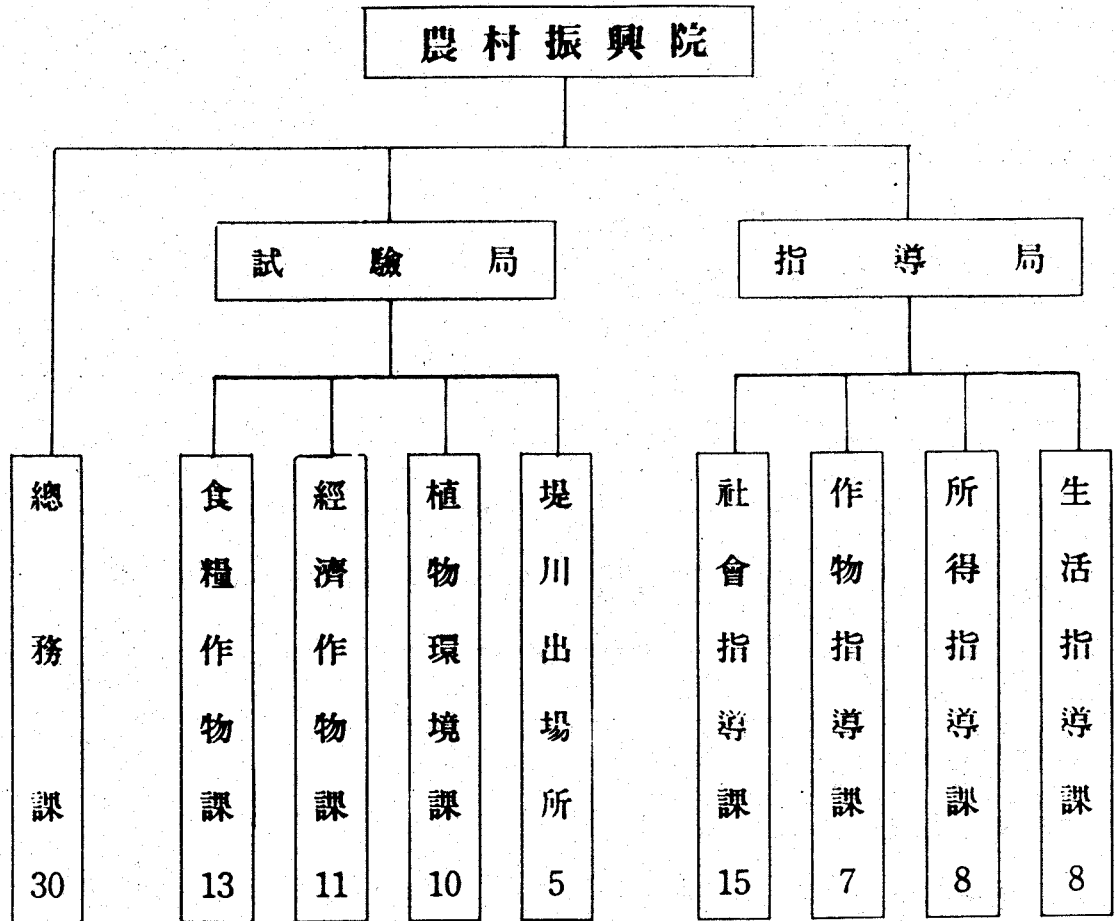 農村振興院
試驗局
指導局
總務課 30
食糧作物課 13
經濟作物課 11
植物環境課 10
堤川出場所 5
社會指導課 15
作物指導課 7
所得指導課 8
生活指導課 8